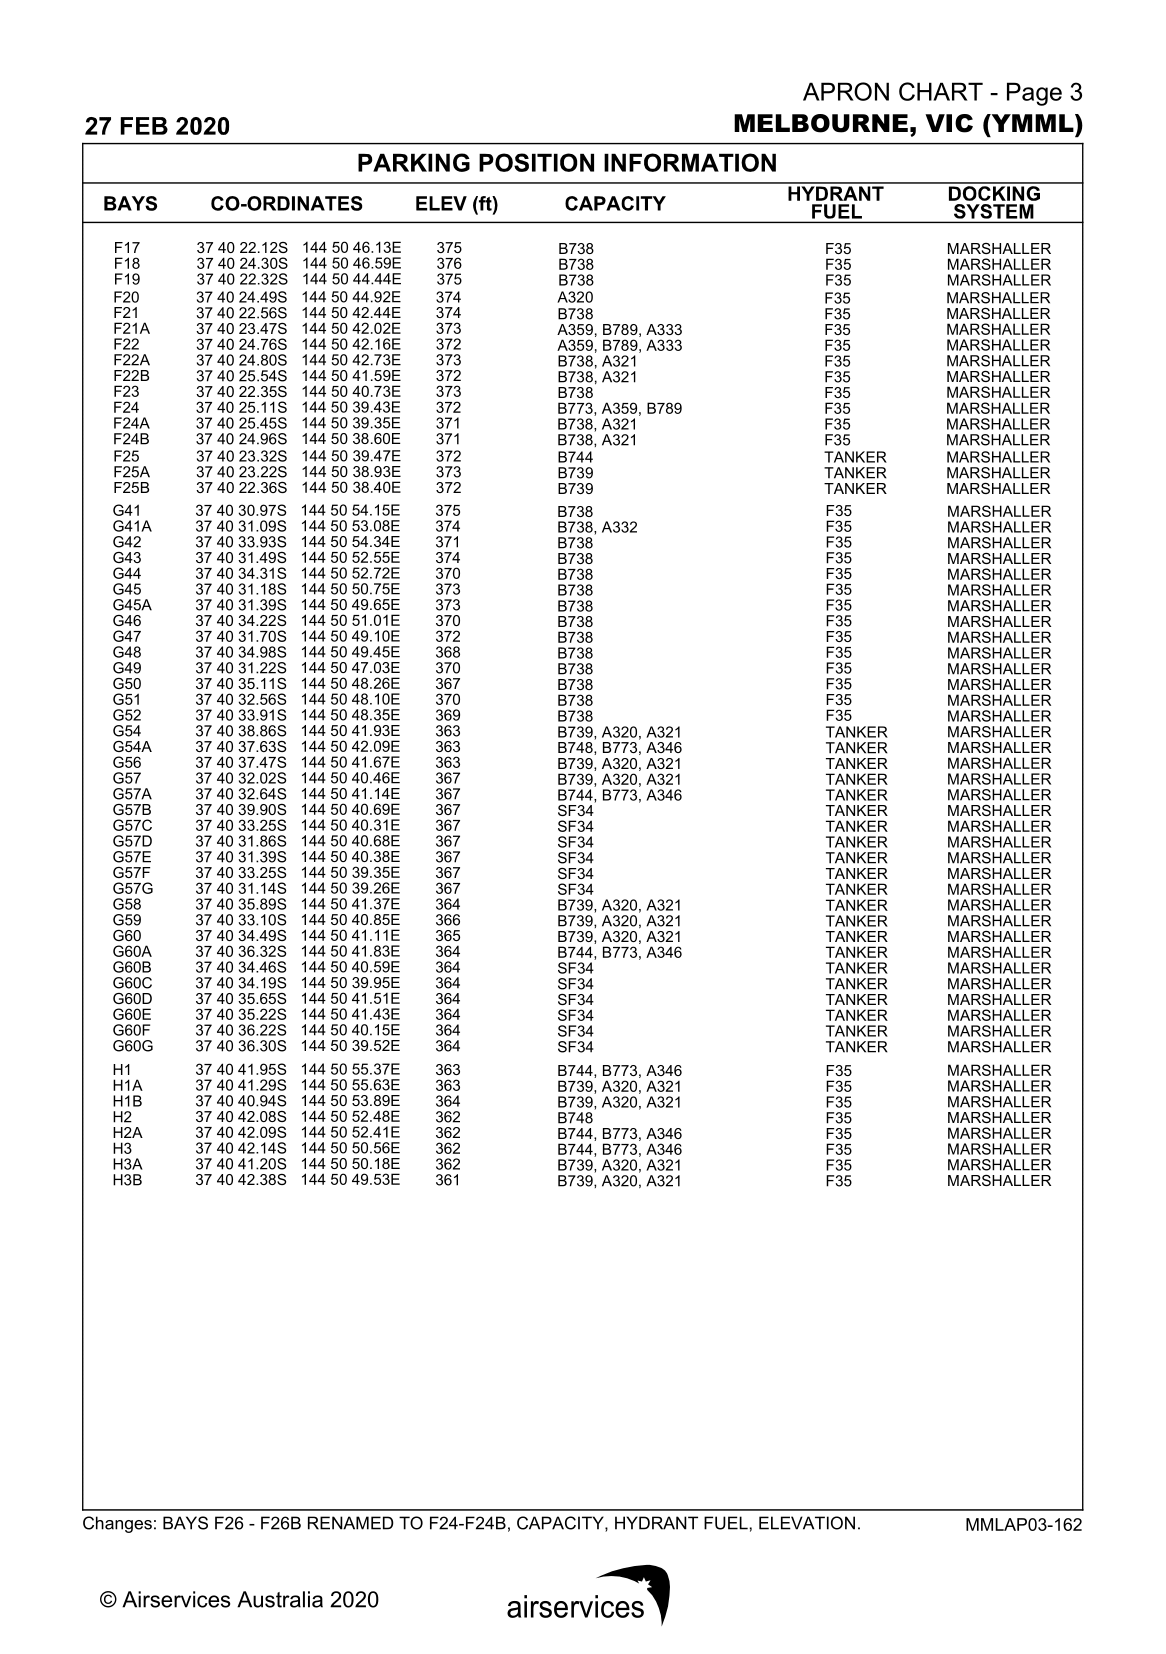 APRON CHART - Page 3
27 FEB 2020 MELBOURNE, VIC (YMML)
PARKING POSITION INFORMATION
BAYS CO-ORDINATES ELEV (ft) CAPACITY HYDRANT FUEL DOCKING SYSTEM
F17 37 40 22.12S 144 50 46.13E 375 B738 F35 MARSHALLER
F18 37 40 24.30S 144 50 46.59E 376 B738 F35 MARSHALLER
F19 37 40 22.32S 144 50 44.44E 375 B738 F35 MARSHALLER
F20 37 40 24.49S 144 50 44.92E 374 A320 F35 MARSHALLER
F21 37 40 22.56S 144 50 42.44E 374 B738 F35 MARSHALLER
F21A 37 40 23.47S 144 50 42.02E 373 A359, B789, A333 F35 MARSHALLER
F22 37 40 24.76S 144 50 42.16E 372 A359, B789, A333 F35 MARSHALLER
F22A 37 40 24.80S 144 50 42.73E 373 B738, A321 F35 MARSHALLER
F22B 37 40 25.54S 144 50 41.59E 372 B738, A321 F35 MARSHALLER
F23 37 40 22.35S 144 50 40.73E 373 B738 F35 MARSHALLER
F24 37 40 25.11S 144 50 39.43E 372 B773, A359, B789 F35 MARSHALLER
F24A 37 40 25.45S 144 50 39.35E 371 B738, A321 F35 MARSHALLER
F24B 37 40 24.96S 144 50 38.60E 371 B738, A321 F35 MARSHALLER
F25 37 40 23.32S 144 50 39.47E 372 B744 TANKER MARSHALLER
F25A 37 40 23.22S 144 50 38.93E 373 B739 TANKER MARSHALLER
F25B 37 40 22.36S 144 50 38.40E 372 B739 TANKER MARSHALLER
G41 37 40 30.97S 144 50 54.15E 375 B738 F35 MARSHALLER
G41A 37 40 31.09S 144 50 53.08E 374 B738, A332 F35 MARSHALLER
G42 37 40 33.93S 144 50 54.34E 371 B738 F35 MARSHALLER
G43 37 40 31.49S 144 50 52.55E 374 B738 F35 MARSHALLER
G44 37 40 34.31S 144 50 52.72E 370 B738 F35 MARSHALLER
G45 37 40 31.18S 144 50 50.75E 373 B738 F35 MARSHALLER
G45A 37 40 31.39S 144 50 49.65E 373 B738 F35 MARSHALLER
G46 37 40 34.22S 144 50 51.01E 370 B738 F35 MARSHALLER
G47 37 40 31.70S 144 50 49.10E 372 B738 F35 MARSHALLER
G48 37 40 34.98S 144 50 49.45E 368 B738 F35 MARSHALLER
G49 37 40 31.22S 144 50 47.03E 370 B738 F35 MARSHALLER
G50 37 40 35.11S 144 50 48.26E 367 B738 F35 MARSHALLER
G51 37 40 32.56S 144 50 48.10E 370 B738 F35 MARSHALLER
G52 37 40 33.91S 144 50 48.35E 369 B738 F35 MARSHALLER
G54 37 40 38.86S 144 50 41.93E 363 B739, A320, A321 TANKER MARSHALLER
G54A 37 40 37.63S 144 50 42.09E 363 B748, B773, A346 TANKER MARSHALLER
G56 37 40 37.47S 144 50 41.67E 363 B739, A320, A321 TANKER MARSHALLER
G57 37 40 32.02S 144 50 40.46E 367 B739, A320, A321 TANKER MARSHALLER
G57A 37 40 32.64S 144 50 41.14E 367 B744, B773, A346 TANKER MARSHALLER
G57B 37 40 39.90S 144 50 40.69E 367 SF34 TANKER MARSHALLER
G57C 37 40 33.25S 144 50 40.31E 367 SF34 TANKER MARSHALLER
G57D 37 40 31.86S 144 50 40.68E 367 SF34 TANKER MARSHALLER
G57E 37 40 31.39S 144 50 40.38E 367 SF34 TANKER MARSHALLER
G57F 37 40 33.25S 144 50 39.35E 367 SF34 TANKER MARSHALLER
G57G 37 40 31.14S 144 50 39.26E 367 SF34 TANKER MARSHALLER
G58 37 40 35.89S 144 50 41.37E 364 B739, A320, A321 TANKER MARSHALLER
G59 37 40 33.10S 144 50 40.85E 366 B739, A320, A321 TANKER MARSHALLER
G60 37 40 34.49S 144 50 41.11E 365 B739, A320, A321 TANKER MARSHALLER
G60A 37 40 36.32S 144 50 41.83E 364 B744, B773, A346 TANKER MARSHALLER
G60B 37 40 34.46S 144 50 40.59E 364 SF34 TANKER MARSHALLER
G60C 37 40 34.19S 144 50 39.95E 364 SF34 TANKER MARSHALLER
G60D 37 40 35.65S 144 50 41.51E 364 SF34 TANKER MARSHALLER
G60E 37 40 35.22S 144 50 41.43E 364 SF34 TANKER MARSHALLER
G60F 37 40 36.22S 144 50 40.15E 364 SF34 TANKER MARSHALLER
G60G 37 40 36.30S 144 50 39.52E 364 SF34 TANKER MARSHALLER
H1 37 40 41.95S 144 50 55.37E 363 B744, B773, A346 F35 MARSHALLER
H1A 37 40 41.29S 144 50 55.63E 363 B739, A320, A321 F35 MARSHALLER
H1B 37 40 40.94S 144 50 53.89E 364 B739, A320, A321 F35 MARSHALLER
H2 37 40 42.08S 144 50 52.48E 362 B748 F35 MARSHALLER
H2A 37 40 42.09S 144 50 52.41E 362 B744, B773, A346 F35 MARSHALLER
H3 37 40 42.14S 144 50 50.56E 362 B744, B773, A346 F35 MARSHALLER
H3A 37 40 41.20S 144 50 50.18E 362 B739, A320, A321 F35 MARSHALLER
H3B 37 40 42.38S 144 50 49.53E 361 B739, A320, A321 F35 MARSHALLER
Changes: BAYS F26 - F26B RENAMED TO F24-F24B, CAPACITY, HYDRANT FUEL, ELEVATION. MMLAP03-162
© Airservices Australia 2020 airservices